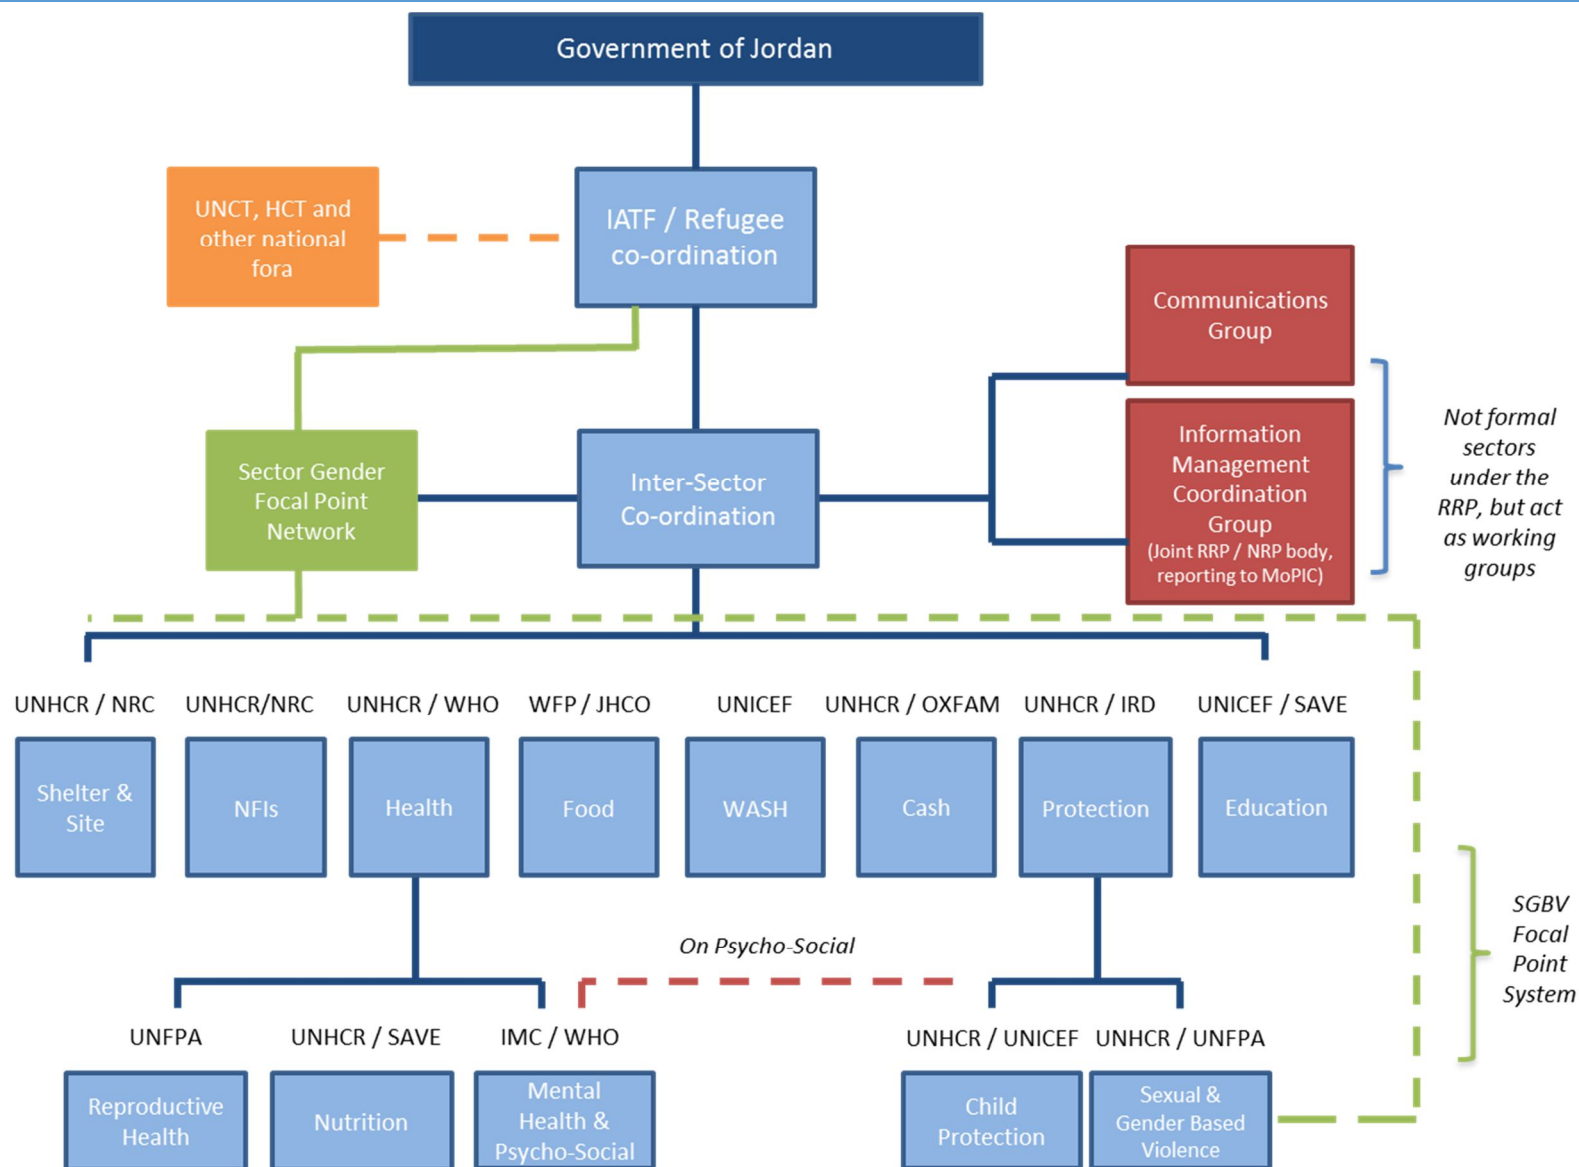 Government of Jordan
UNCT, HCT and
other national
fora
IATF / Refugee
co-ordination
Communications
Group
Sector Gender
Focal Point
Network
Inter-Sector
Co-ordination
Information
Management
Coordination
Group
(Joint RRP / NRP body,
reporting to MoPIC)
Not formal
sectors
under the
RRP, but act
as working
groups
UNHCR / NRC
UNHCR/NRC
UNHCR / WHO
WFP / JHCO
UNICEF
UNHCR / OXFAM
UNHCR / IRD
UNICEF / SAVE
Shelter &
Site
NFIs
Health
Food
WASH
Cash
Protection
Education
On Psycho-Social
SGBV
Focal
Point
System
UNFPA
UNHCR / SAVE
IMC / WHO
UNHCR / UNICEF
UNHCR / UNFPA
Reproductive
Health
Nutrition
Mental
Health &
Psycho-Social
Child
Protection
Sexual &
Gender Based
Violence